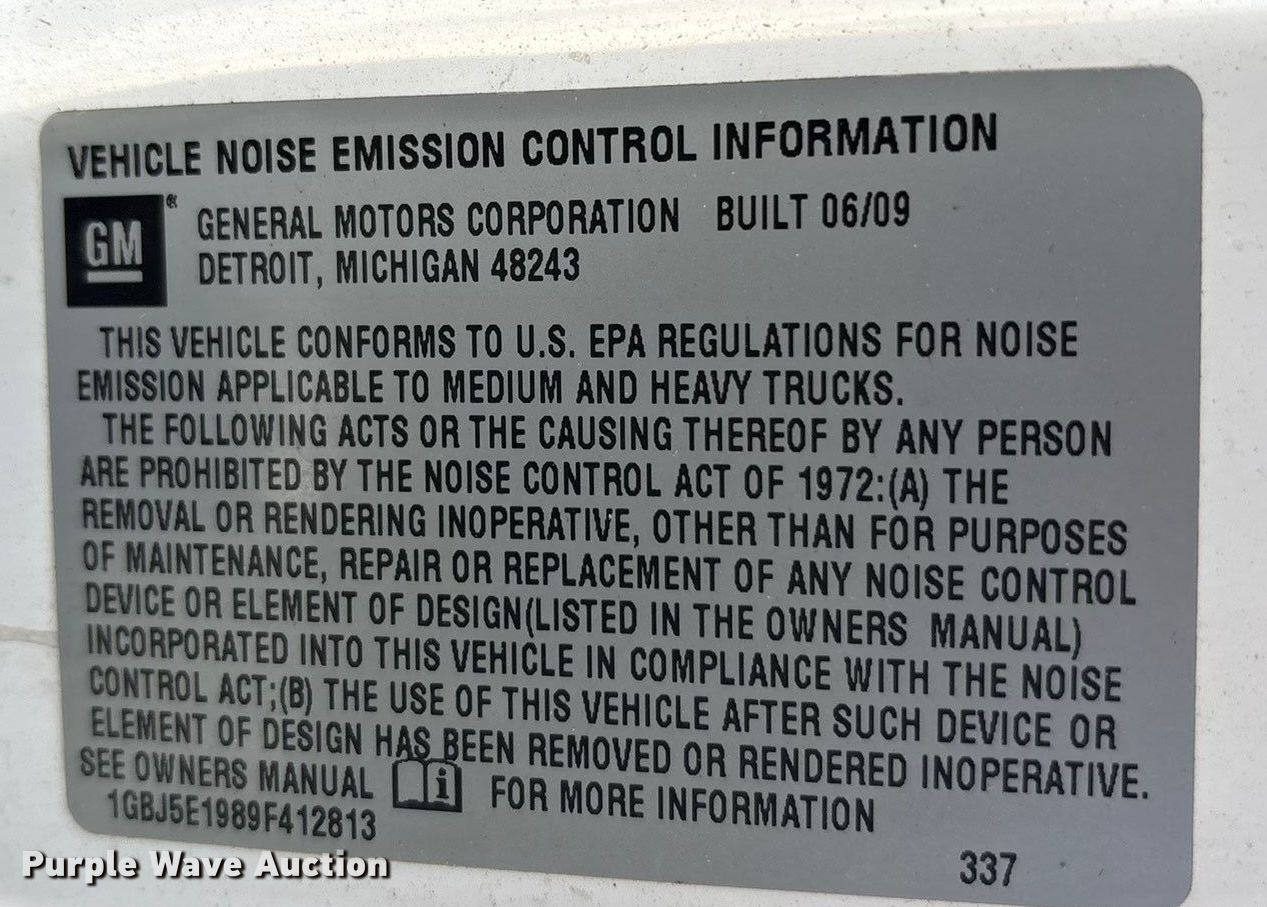 VEHICLE NOISE EMISSION CONTROL INFORMATION
GM ® GENERAL MOTORS CORPORATION BUILT 06/09
DETROIT, MICHIGAN 48243
THIS VEHICLE CONFORMS TO U.S. EPA REGULATIONS FOR NOISE
EMISSION APPLICABLE TO MEDIUM AND HEAVY TRUCKS.
THE FOLLOWING ACTS OR THE CAUSING THEREOF BY ANY PERSON
ARE PROHIBITED BY THE NOISE CONTROL ACT OF 1972:(A) THE
REMOVAL OR RENDERING INOPERATIVE, OTHER THAN FOR PURPOSES
OF MAINTENANCE, REPAIR OR REPLACEMENT OF ANY NOISE CONTROL
DEVICE OR ELEMENT OF DESIGN(LISTED IN THE OWNERS MANUAL)
INCORPORATED INTO THIS VEHICLE IN COMPLIANCE WITH THE NOISE
CONTROL ACT;(B) THE USE OF THIS VEHICLE AFTER SUCH DEVICE OR
ELEMENT OF DESIGN HAS BEEN REMOVED OR RENDERED INOPERATIVE.
SEE OWNERS MANUAL i FOR MORE INFORMATION
1GBJ5E1989F412813
337
Purple Wave Auction